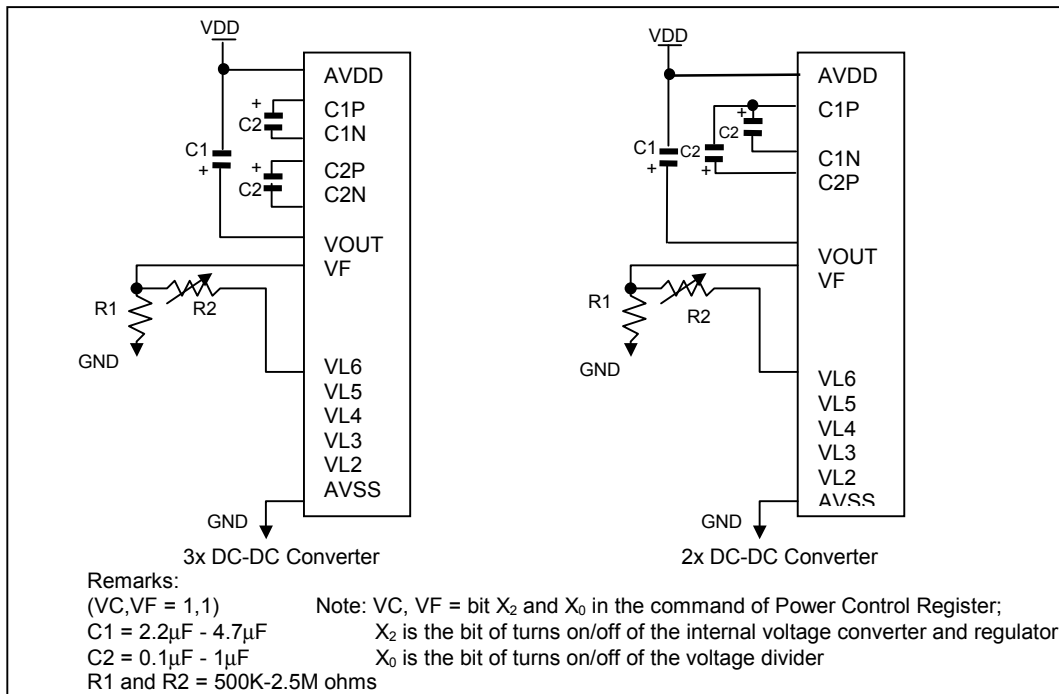 VDD
AVDD
C1P
C1N
C2P
C2N
VOUT
VF
VL6
VL5
VL4
VL3
VL2
AVSS
+
C2
C1
+
+
C2
R1
R2
GND
GND
3x DC-DC Converter
VDD
AVDD
C1P
C1N
C2P
VOUT
VF
VL6
VL5
VL4
VL3
VL2
AVSS
+
C2
C1
+
C2
+
R1
R2
GND
GND
2x DC-DC Converter
Remarks:
(VC,VF = 1,1) Note: VC, VF = bit X2 and X0 in the command of Power Control Register;
C1 = 2.2μF - 4.7μF X2 is the bit of turns on/off of the internal voltage converter and regulator
C2 = 0.1μF - 1μF X0 is the bit of turns on/off of the voltage divider
R1 and R2 = 500K-2.5M ohms